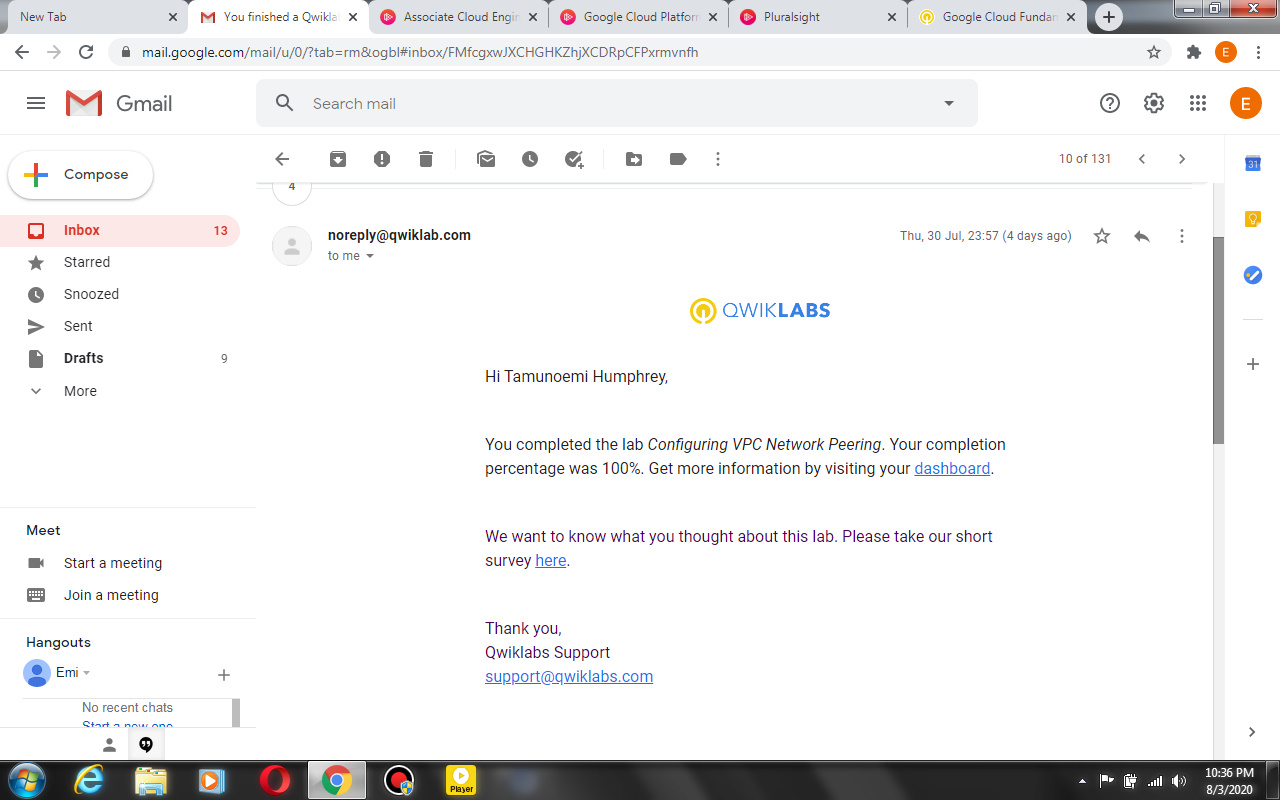 New Tab
You finished a Qwikla
Associate Cloud Engin
Google Cloud Platforn
Pluralsight
Google Cloud Fundan
mail.google.com/mail/u/0/?tab=rm&ogbl#inbox/FMfcgxwJXCHGHKZhjXCDRpCFPxrmvnfh
E
Gmail
Search mail
E
Compose
10 of 131
31
4
Inbox 13
noreply@qwiklab.com
Thu, 30 Jul, 23:57 (4 days ago)
to me
Starred
Snoozed
Sent
Drafts 9
More
QWIKLABS
Hi Tamunoemi Humphrey,
You completed the lab Configuring VPC Network Peering. Your completion
percentage was 100%. Get more information by visiting your dashboard.
We want to know what you thought about this lab. Please take our short
survey here.
Thank you,
Qwiklabs Support
support@qwiklabs.com
Meet
Start a meeting
Join a meeting
Hangouts
Emi
No recent chats
Start a new one
Player
10:36 PM
8/3/2020